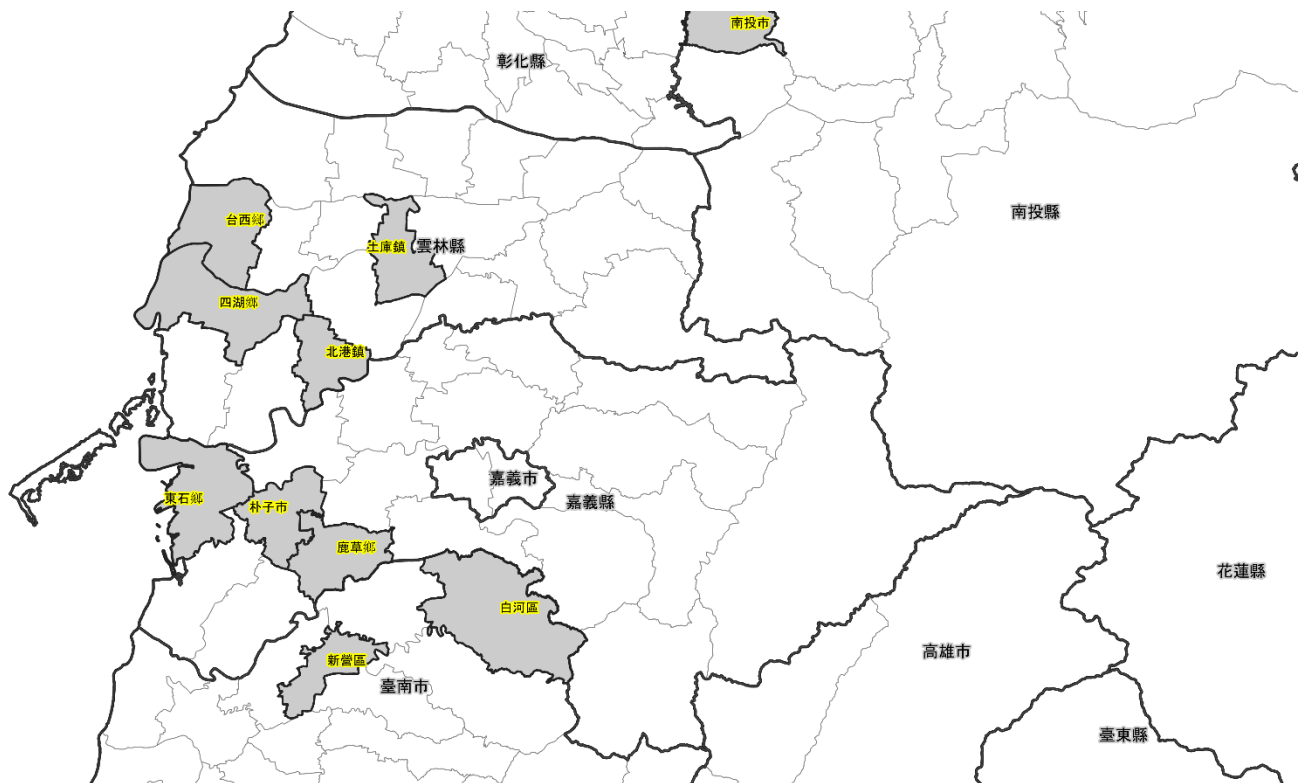 南投市
彰化縣
南投縣
台西鄉
土庫鎮
雲林縣
四湖鄉
北港鎮
嘉義市
東石鄉
朴子市
嘉義縣
鹿草鄉
花蓮縣
白河區
高雄市
新營區
臺南市
臺東縣